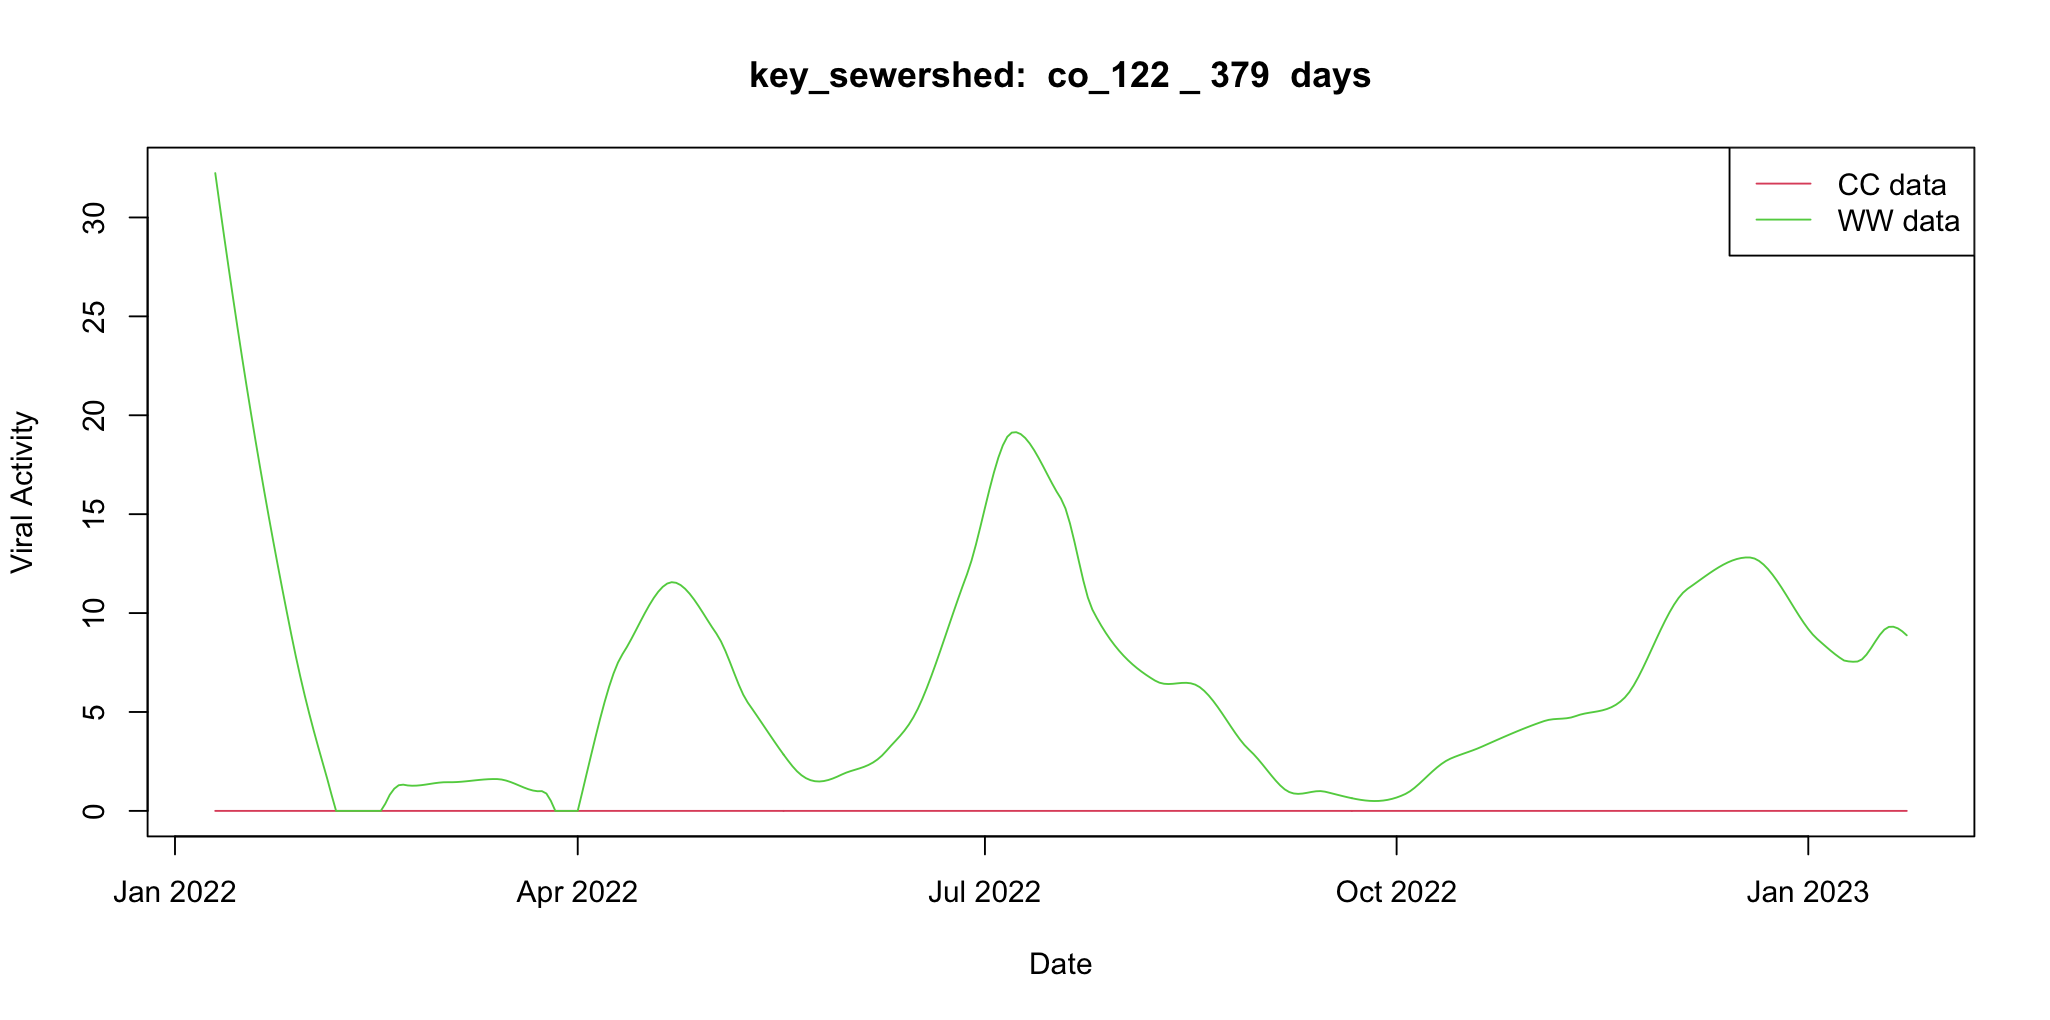 key_sewershed:  co_122 _ 379  days
CC data
WW data
Viral Activity
30
25
20
15
10
5
0
Jan 2022
Apr 2022
Jul 2022
Oct 2022
Jan 2023
Date